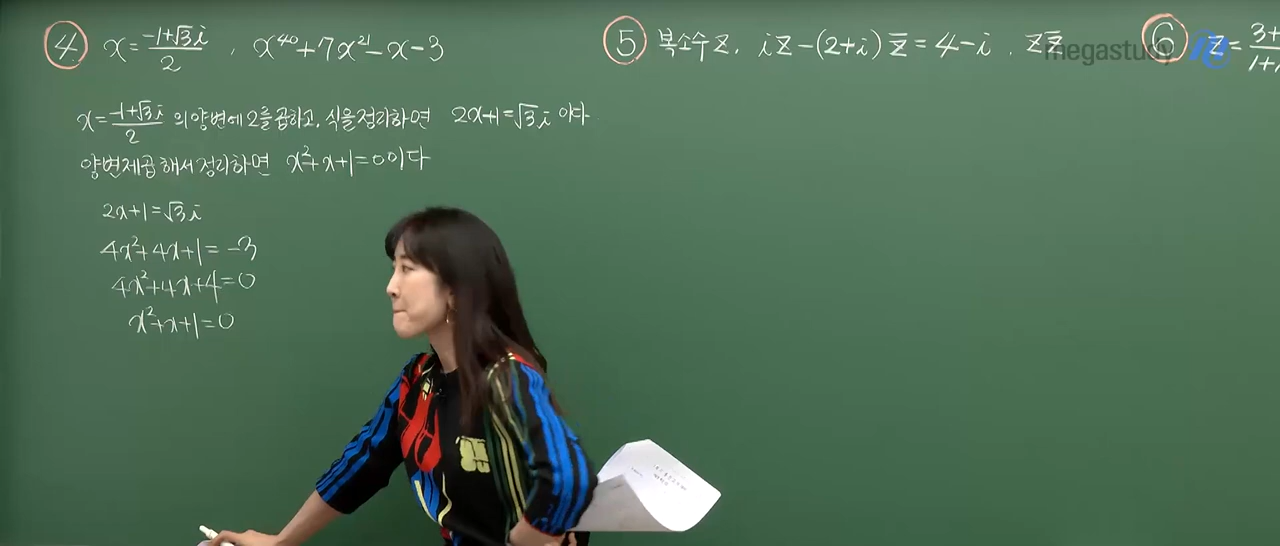 ④ x = (-1+√3i)/2 , x⁴⁰+7x²¹-x-3
x = (-1+√3i)/2 의 양변에 2를 곱하고, 식을 정리하면 2x+1=√3i 이다
양변제곱해서 정리하면 x²+x+1=0이다
2x+1=√3i
4x²+4x+1=-3
4x²+4x+4=0
x²+x+1=0
⑤ 복소수 z, iz-(2+i)z̄=4-i , zz̄
megastudy
⑥ z = 3+/1+